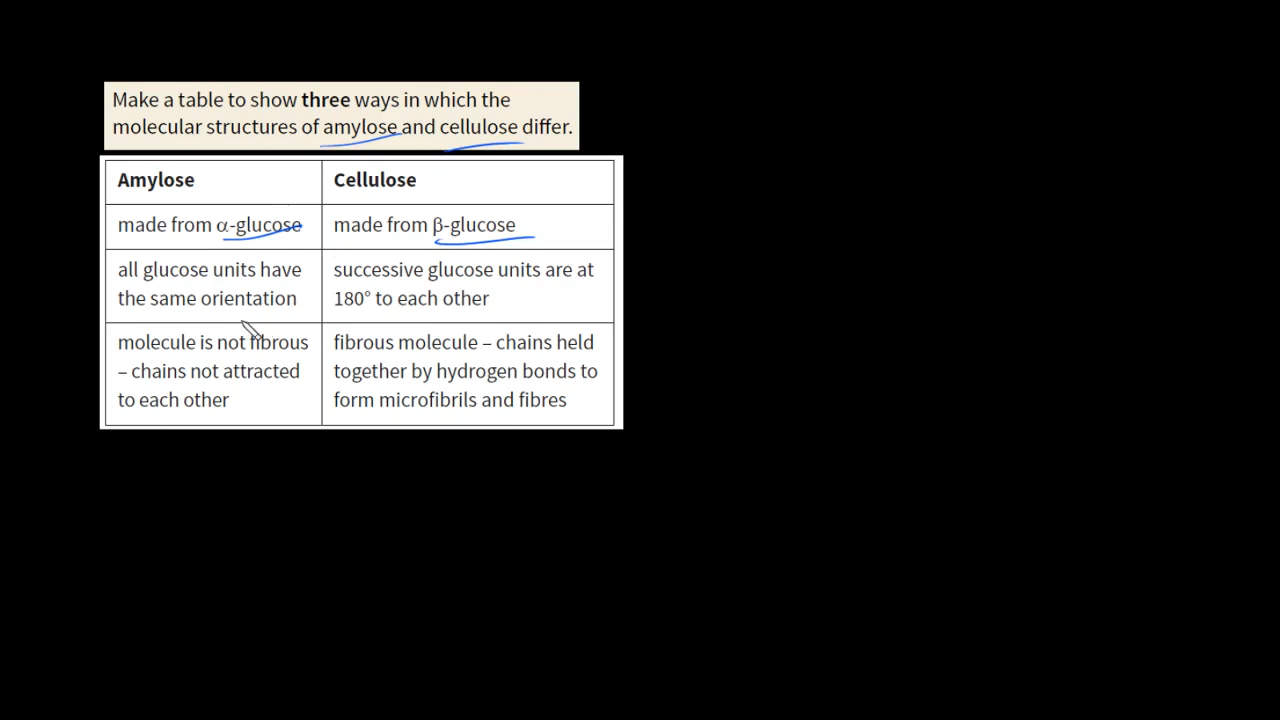 Make a table to show three ways in which the
molecular structures of amylose and cellulose differ.
Amylose
Cellulose
made from α-glucose
made from β-glucose
all glucose units have
the same orientation
successive glucose units are at
180° to each other
molecule is not fibrous
– chains not attracted
to each other
fibrous molecule – chains held
together by hydrogen bonds to
form microfibrils and fibres